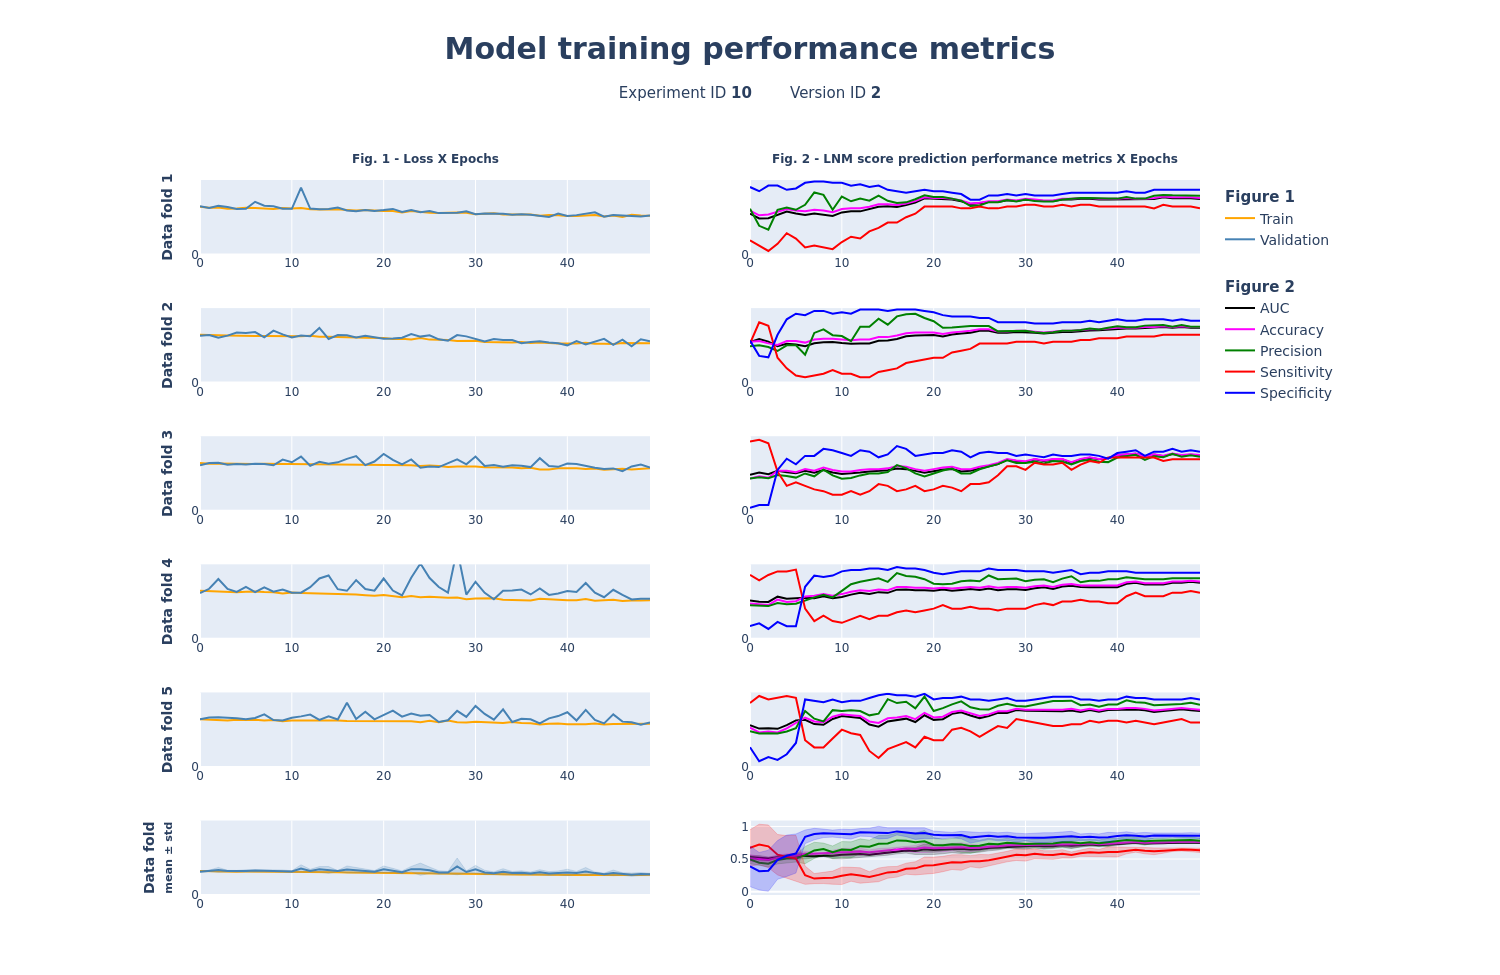 Model training performance metrics
Experiment ID 10 Version ID 2
Fig. 1 - Loss X Epochs
Fig. 2 - LNM score prediction performance metrics X Epochs
Data fold 1
0
0 10 20 30 40
0
0 10 20 30 40
Figure 1
Train
Validation
Figure 2
AUC
Accuracy
Precision
Sensitivity
Specificity
Data fold 2
0
0 10 20 30 40
0
0 10 20 30 40
Data fold 3
0
0 10 20 30 40
0
0 10 20 30 40
Data fold 4
0
0 10 20 30 40
0
0 10 20 30 40
Data fold 5
0
0 10 20 30 40
0
0 10 20 30 40
Data fold
mean ± std
0
0 10 20 30 40
1
0.5
0
0 10 20 30 40